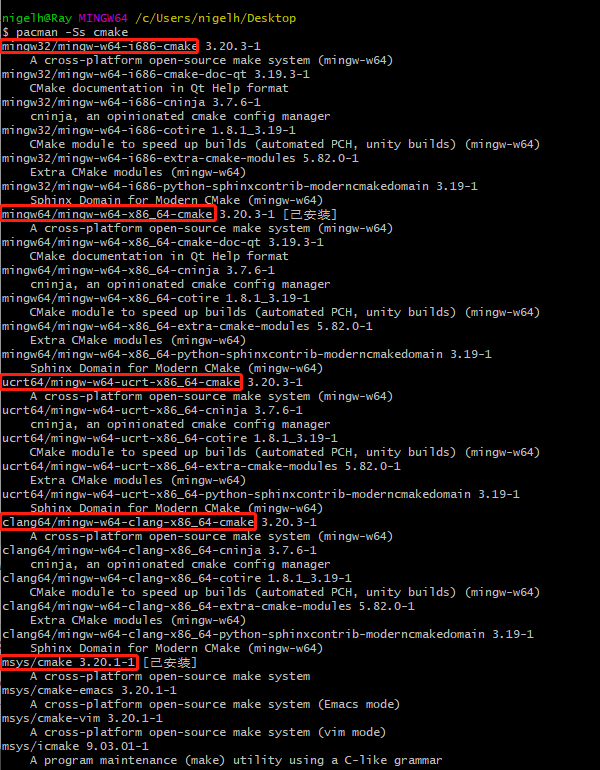 nigelh@Ray MINGW64 /c/Users/nigelh/Desktop
$ pacman -Ss cmake
mingw32/mingw-w64-i686-cmake 3.20.3-1
A cross-platform open-source make system (mingw-w64)
mingw32/mingw-w64-i686-cmake-doc-qt 3.19.3-1
CMake documentation in Qt Help format
mingw32/mingw-w64-i686-cninja 3.7.6-1
cninja, an opinionated cmake config manager
mingw32/mingw-w64-i686-cotire 1.8.1_3.19-1
CMake module to speed up builds (automated PCH, unity builds) (mingw-w64)
mingw32/mingw-w64-i686-extra-cmake-modules 5.82.0-1
Extra CMake modules (mingw-w64)
mingw32/mingw-w64-i686-python-sphinxcontrib-moderncmakedomain 3.19-1
Sphinx Domain for Modern CMake (mingw-w64)
mingw64/mingw-w64-x86_64-cmake 3.20.3-1 [已安装]
A cross-platform open-source make system (mingw-w64)
mingw64/mingw-w64-x86_64-cmake-doc-qt 3.19.3-1
CMake documentation in Qt Help format
mingw64/mingw-w64-x86_64-cninja 3.7.6-1
cninja, an opinionated cmake config manager
mingw64/mingw-w64-x86_64-cotire 1.8.1_3.19-1
CMake module to speed up builds (automated PCH, unity builds) (mingw-w64)
mingw64/mingw-w64-x86_64-extra-cmake-modules 5.82.0-1
Extra CMake modules (mingw-w64)
mingw64/mingw-w64-x86_64-python-sphinxcontrib-moderncmakedomain 3.19-1
Sphinx Domain for Modern CMake (mingw-w64)
ucrt64/mingw-w64-ucrt-x86_64-cmake 3.20.3-1
A cross-platform open-source make system (mingw-w64)
ucrt64/mingw-w64-ucrt-x86_64-cninja 3.7.6-1
cninja, an opinionated cmake config manager
ucrt64/mingw-w64-ucrt-x86_64-cotire 1.8.1_3.19-1
CMake module to speed up builds (automated PCH, unity builds) (mingw-w64)
ucrt64/mingw-w64-ucrt-x86_64-extra-cmake-modules 5.82.0-1
Extra CMake modules (mingw-w64)
ucrt64/mingw-w64-ucrt-x86_64-python-sphinxcontrib-moderncmakedomain 3.19-1
Sphinx Domain for Modern CMake (mingw-w64)
clang64/mingw-w64-clang-x86_64-cmake 3.20.3-1
A cross-platform open-source make system (mingw-w64)
clang64/mingw-w64-clang-x86_64-cninja 3.7.6-1
cninja, an opinionated cmake config manager
clang64/mingw-w64-clang-x86_64-cotire 1.8.1_3.19-1
CMake module to speed up builds (automated PCH, unity builds) (mingw-w64)
clang64/mingw-w64-clang-x86_64-extra-cmake-modules 5.82.0-1
Extra CMake modules (mingw-w64)
clang64/mingw-w64-clang-x86_64-python-sphinxcontrib-moderncmakedomain 3.19-1
Sphinx Domain for Modern CMake (mingw-w64)
msys/cmake 3.20.1-1 [已安装]
A cross-platform open-source make system
msys/cmake-emacs 3.20.1-1
A cross-platform open-source make system (Emacs mode)
msys/cmake-vim 3.20.1-1
A cross-platform open-source make system (vim mode)
msys/icmake 9.03.01-1
A program maintenance (make) utility using a C-like grammar